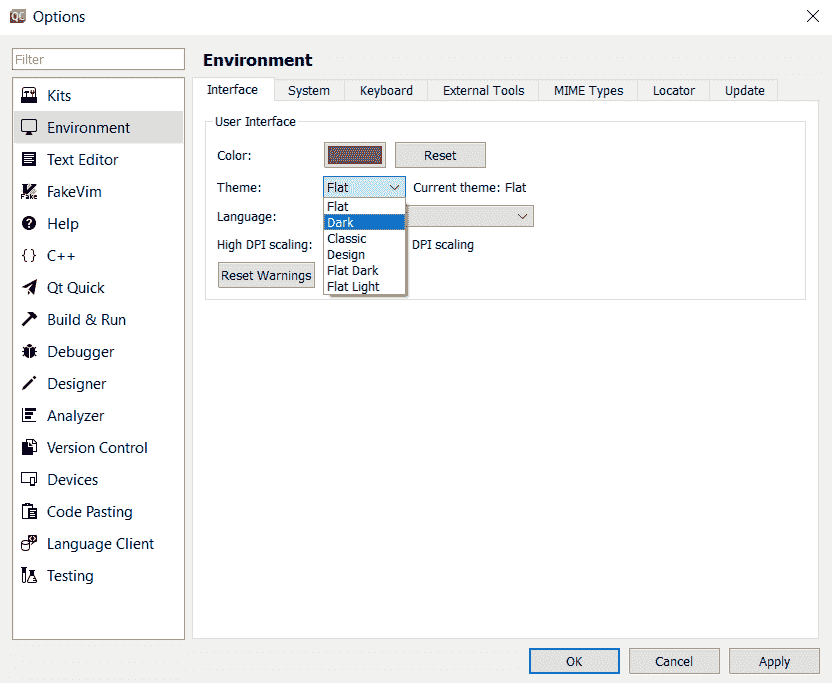 QC Options
Filter
Environment
Kits
Environment
Text Editor
Fake FakeVim
Help
{} C++
Qt Quick
Build & Run
Debugger
Designer
Analyzer
Version Control
Devices
Code Pasting
Language Client
Testing
Interface System Keyboard External Tools MIME Types Locator Update
User Interface
Color: Reset
Theme: Flat Current theme: Flat
Flat
Dark
Classic
Design
Flat Dark
Flat Light
Language:
High DPI scaling: DPI scaling
Reset Warnings
OK Cancel Apply